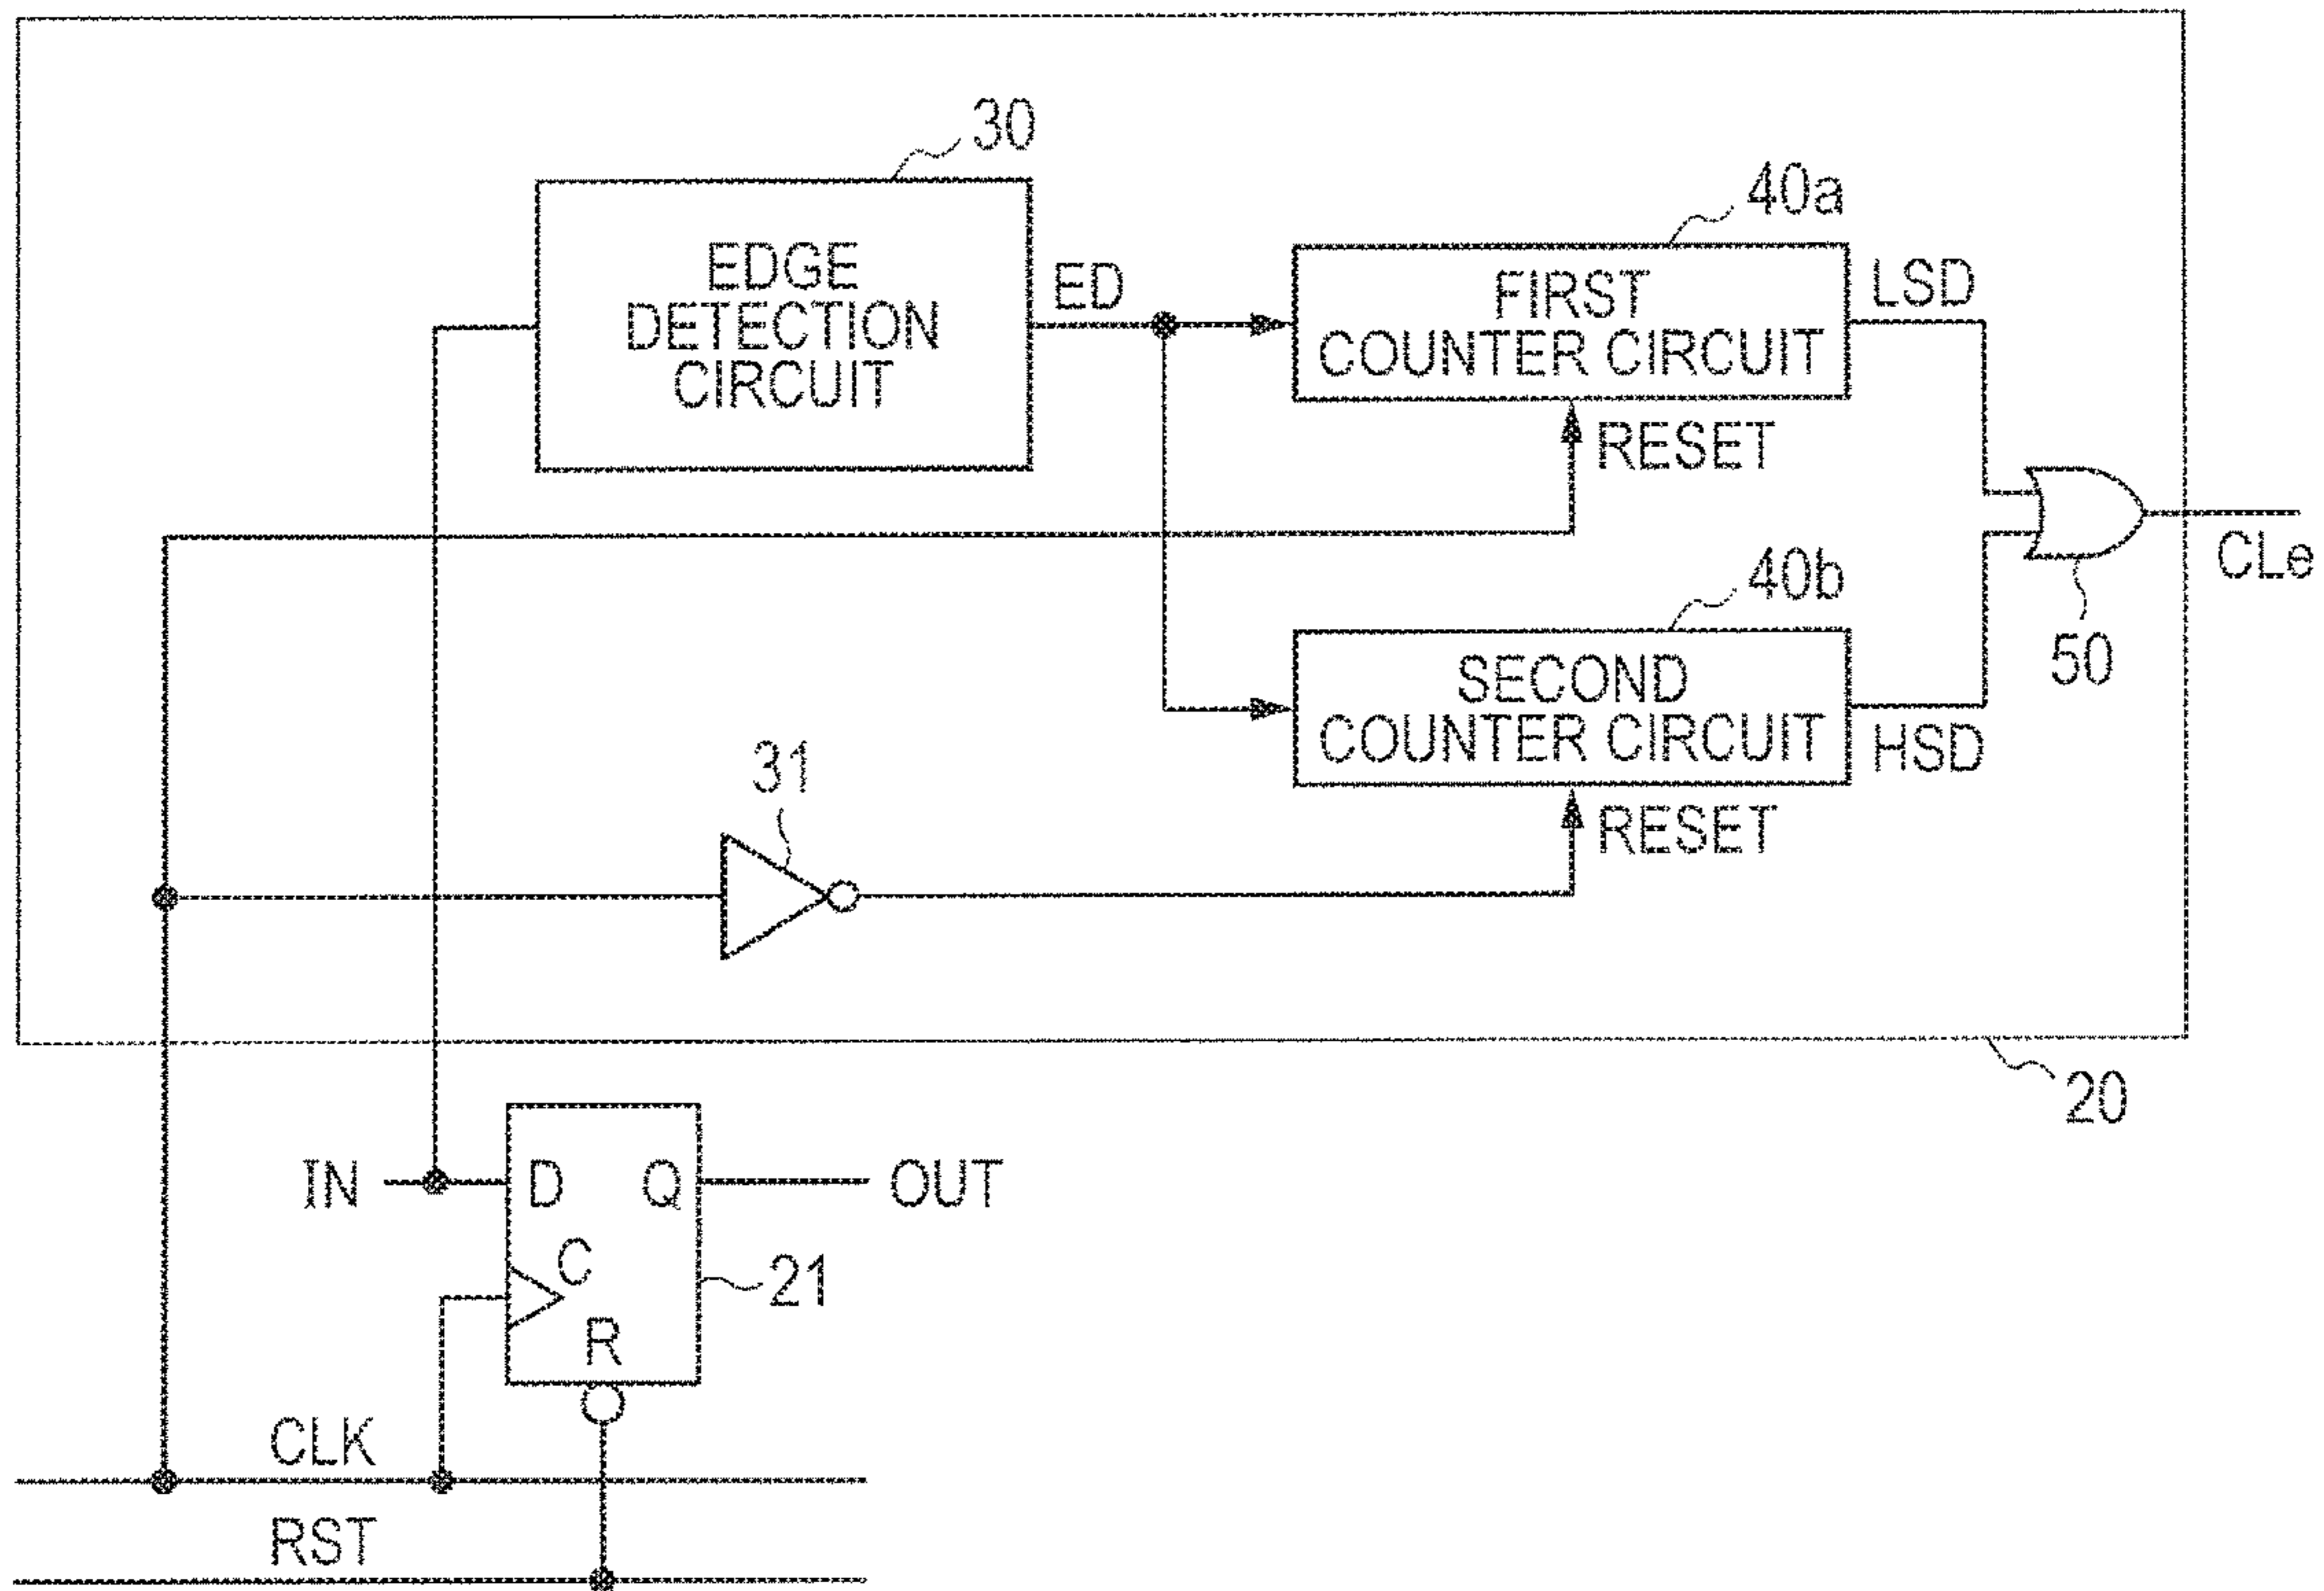 30
EDGE
DETECTION
CIRCUIT
ED
40a
FIRST
COUNTER CIRCUIT
LSD
RESET
CLe
50
40b
SECOND
COUNTER CIRCUIT
HSD
RESET
31
20
IN
D
Q
OUT
C
21
R
CLK
RST